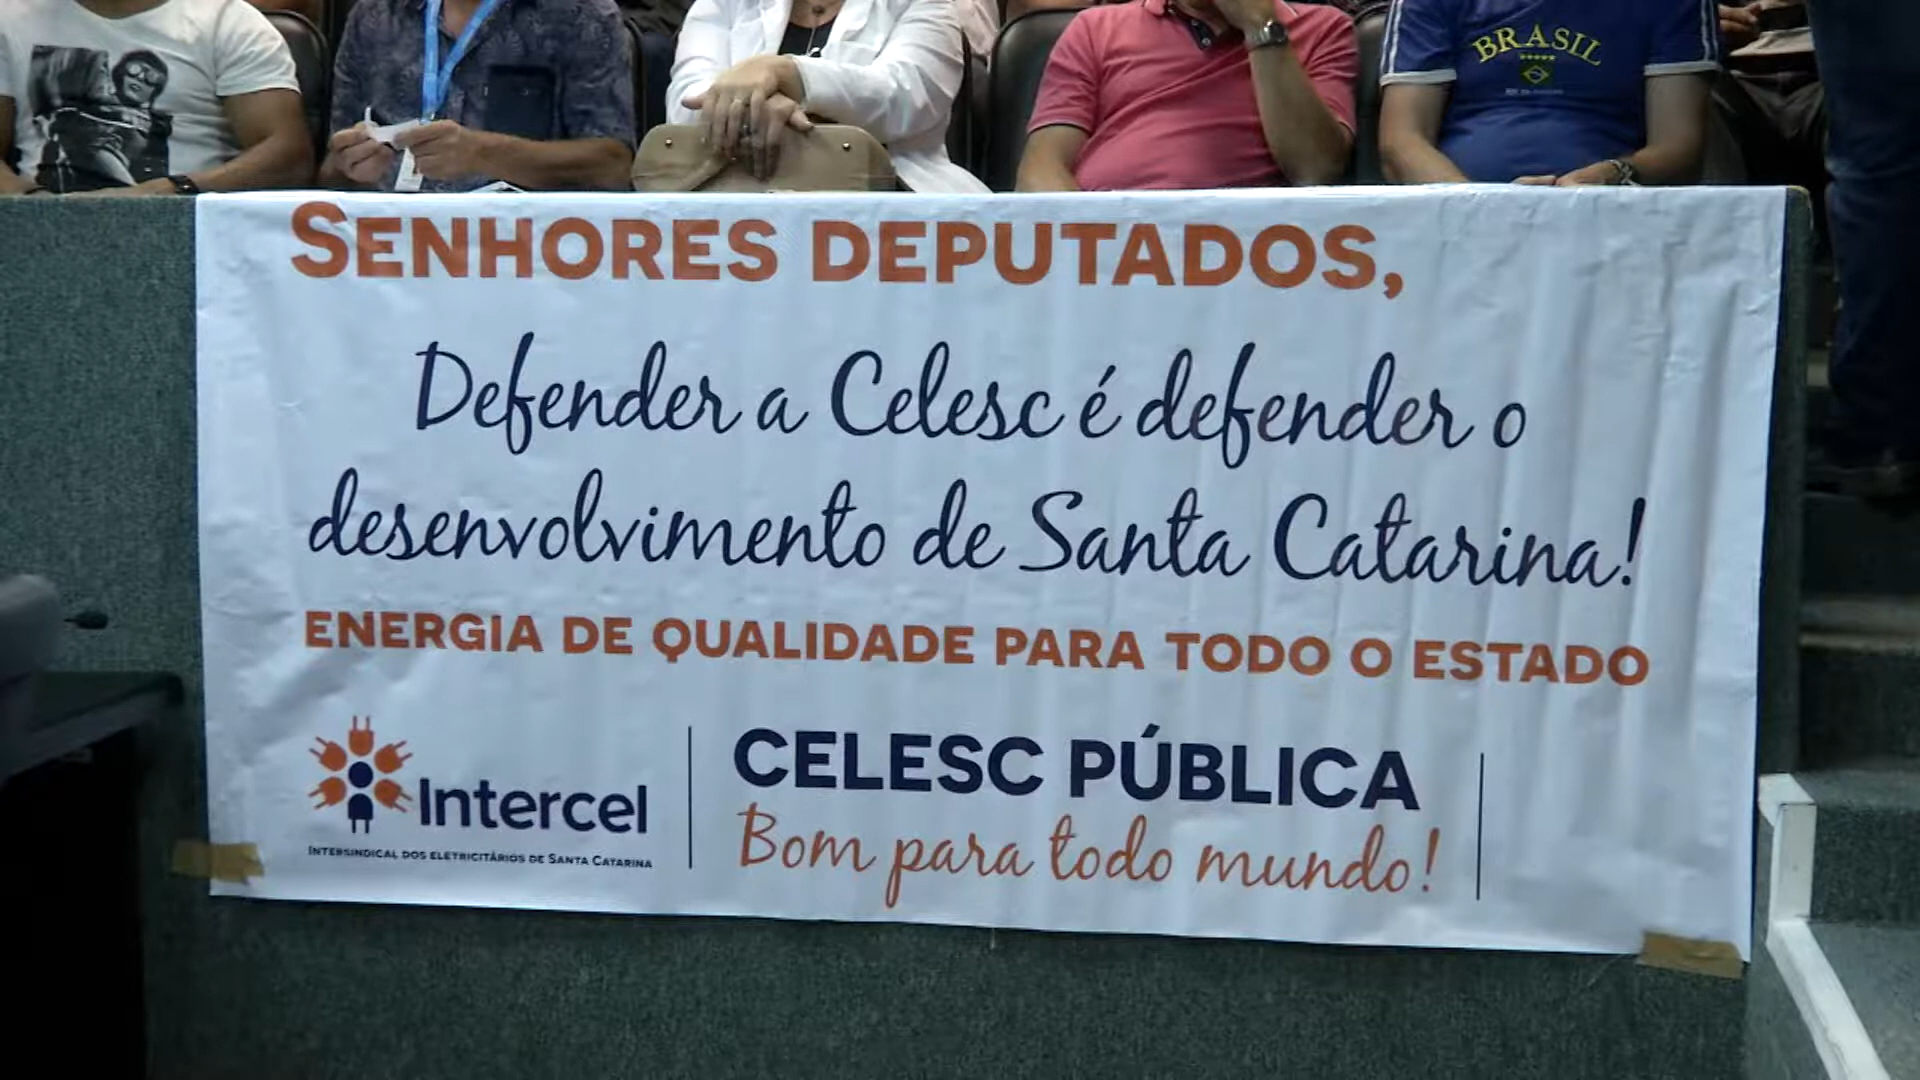 BRASIL
SENHORES DEPUTADOS,
Defender a Celesc é defender o
desenvolvimento de Santa Catarina!
ENERGIA DE QUALIDADE PARA TODO O ESTADO
Intercel
INTERSINDICAL DOS ELETRICITÁRIOS DE SANTA CATARINA
CELESC PÚBLICA
Bom para todo mundo!